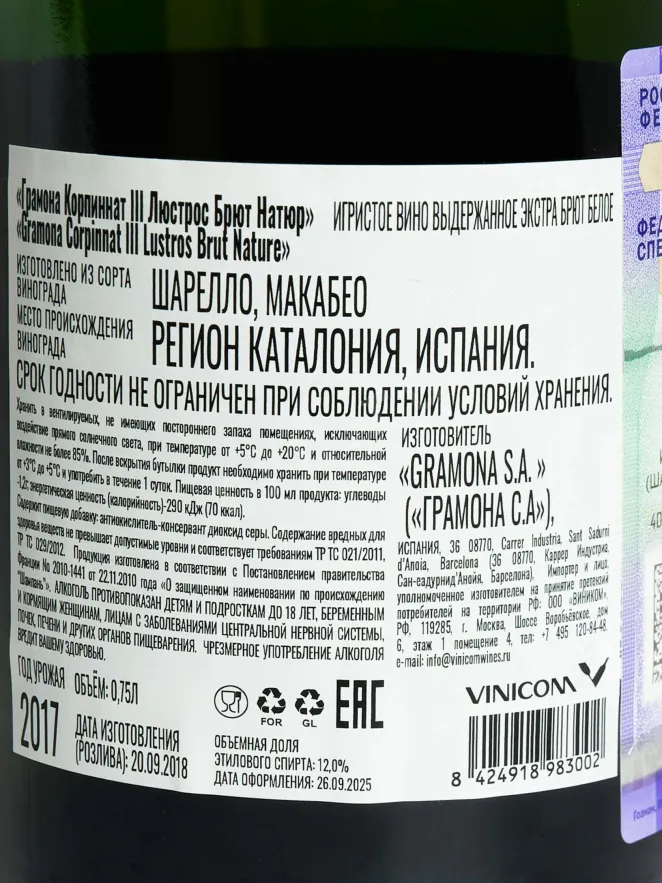 «Грамона Корпиннат III Люстрос Брют Натюр»
«Gramona Corpinnat III Lustros Brut Nature»
ИГРИСТОЕ ВИНО ВЫДЕРЖАННОЕ ЭКСТРА БРЮТ БЕЛОЕ
ИЗГОТОВЛЕНО ИЗ СОРТА
ВИНОГРАДА
ШАРЕЛЛО, МАКАБЕО
МЕСТО ПРОИСХОЖДЕНИЯ
ВИНОГРАДА
РЕГИОН КАТАЛОНИЯ, ИСПАНИЯ.
СРОК ГОДНОСТИ НЕ ОГРАНИЧЕН ПРИ СОБЛЮДЕНИИ УСЛОВИЙ ХРАНЕНИЯ.
Хранить в вентилируемых, не имеющих постороннего запаха помещениях, исключающих
воздействие прямого солнечного света, при температуре от +5°С до +20°С и относительной
влажности не более 85%. После вскрытия бутылки продукт необходимо хранить при температуре
от +3°С до +5°С и употребить в течение 1 суток. Пищевая ценность в 100 мл продукта: углеводы
-1,2г; энергетическая ценность (калорийность)-290 кДж (70 ккал).
Содержит пищевую добавку: антиокислитель-консервант диоксид серы. Содержание вредных для
здоровья веществ не превышает допустимые уровни и соответствует требованиям ТР ТС 021/2011,
ТР ТС 029/2012. Продукция изготовлена в соответствии с Постановлением правительства
Франции № 2010-1441 от 22.11.2010 года «О защищенном наименовании по происхождению
"Шампань"». АЛКОГОЛЬ ПРОТИВОПОКАЗАН ДЕТЯМ И ПОДРОСТКАМ ДО 18 ЛЕТ, БЕРЕМЕННЫМ
И КОРМЯЩИМ ЖЕНЩИНАМ, ЛИЦАМ С ЗАБОЛЕВАНИЯМИ ЦЕНТРАЛЬНОЙ НЕРВНОЙ СИСТЕМЫ,
ПОЧЕК, ПЕЧЕНИ И ДРУГИХ ОРГАНОВ ПИЩЕВАРЕНИЯ. ЧРЕЗМЕРНОЕ УПОТРЕБЛЕНИЕ АЛКОГОЛЯ
ВРЕДИТ ВАШЕМУ ЗДОРОВЬЮ.
ИЗГОТОВИТЕЛЬ
«GRAMONA S.A. »
(«ГРАМОНА С.А»),
ИСПАНИЯ, 36 08770, Carrer Industria, Sant Sadurni
d'Anoia, Barcelona (36 08770, Каррер Индустриа,
Сан-садурнид'Анойя, Барселона). Импортер и лицо,
уполномоченное изготовителем на принятие претензий
потребителей на территории РФ: ООО «ВИНИКОМ»,
РФ, 119285, г. Москва, Шоссе Воробьёвское, дом
6, этаж 1 помещение 4, тел: +7 495 120-84-48,
e-mail: info@vinicomwines.ru
ГОД УРОЖАЯ
2017
ОБЪЁМ: 0,75Л
ДАТА ИЗГОТОВЛЕНИЯ
(РОЗЛИВА): 20.09.2018
FOR
GL
EAC
ОБЪЕМНАЯ ДОЛЯ
ЭТИЛОВОГО СПИРТА: 12,0%
ДАТА ОФОРМЛЕНИЯ: 26.09.2025
VINICOM
8 424918 983002
РОС
ФЕ
ФЕД
СПЕ
(ША